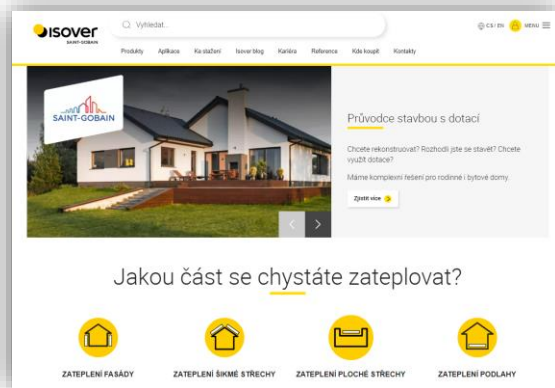 isover
SAINT-GOBAIN
Vyhledat..
CS / EN
MENU
Produkty Aplikace Ke stažení Isover blog Kariéra Reference Kde koupit Kontakty
SAINT-GOBAIN
Průvodce stavbou s dotací
Chcete rekonstruovat? Rozhodli jste se stavět? Chcete
využít dotace?
Máme komplexní řešení pro rodinné i bytové domy.
Zjistit více
Jakou část se chystáte zateplovat?
ZATEPLENÍ FASÁDY ZATEPLENÍ ŠIKMÉ STŘECHY ZATEPLENÍ PLOCHÉ STŘECHY ZATEPLENÍ PODLAHY